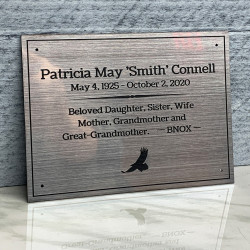 Patricia May 'Smith' Connell
May 4, 1925 - October 2, 2020
Beloved Daughter, Sister, Wife
Mother, Grandmother and
Great-Grandmother. — BNOX —